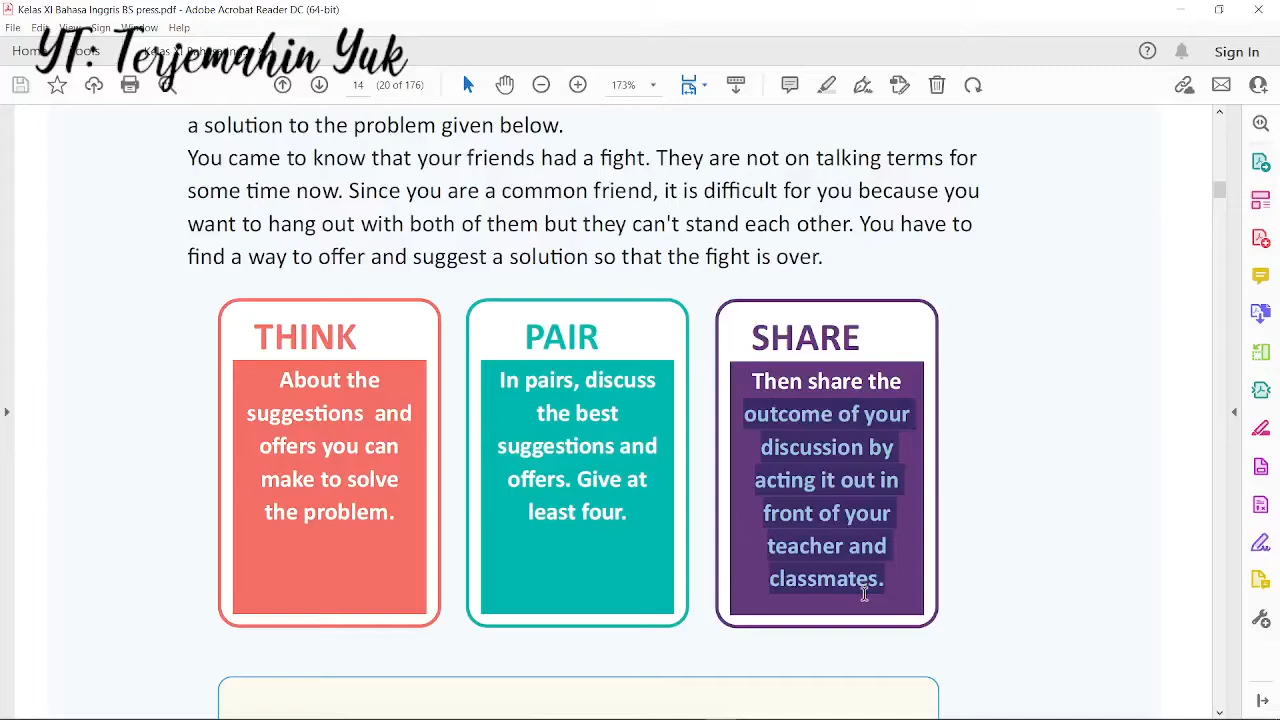 Kelas XI Bahasa Inggris BS press.pdf - Adobe Acrobat Reader DC (64-bit)
File Edit View Sign Window Help
YT: Terjemahin Yuk
Home Tools
Sign In
14 (20 of 176)
173%
a solution to the problem given below.
You came to know that your friends had a fight. They are not on talking terms for
some time now. Since you are a common friend, it is difficult for you because you
want to hang out with both of them but they can't stand each other. You have to
find a way to offer and suggest a solution so that the fight is over.
THINK
About the
suggestions and
offers you can
make to solve
the problem.
PAIR
In pairs, discuss
the best
suggestions and
offers. Give at
least four.
SHARE
Then share the
outcome of your
discussion by
acting it out in
front of your
teacher and
classmates.